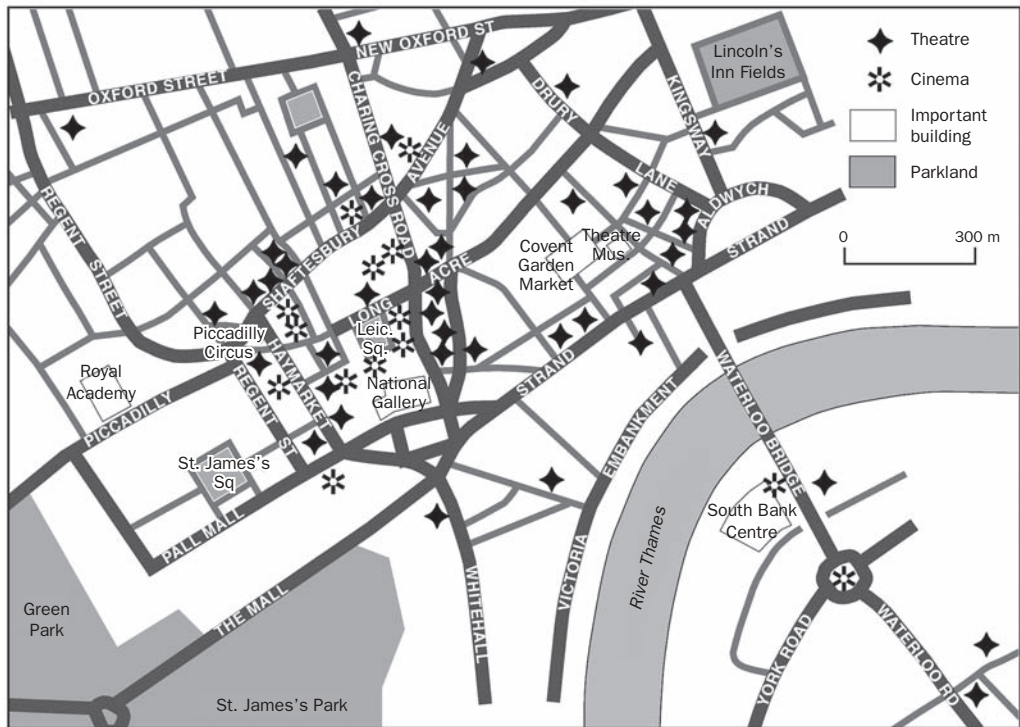 NEW OXFORD ST
OXFORD STREET
CHARING CROSS ROAD
AVENUE
SHAFTESBURY
DRURY
LANE
KINGSWAY
Lincoln's
Inn Fields
Theatre
Cinema
Important
building
Parkland
0 300 m
ALDWYCH
STRAND
REGENT STREET
Covent
Garden
Market
Theatre
Mus.
LONG ACRE
Piccadilly
Circus
Leic.
Sq.
HAYMARKET
REGENT ST
Royal
Academy
PICCADILLY
National
Gallery
STRAND
St. James's
Sq
PALL MALL
THE MALL
WHITEHALL
VICTORIA EMBANKMENT
WATERLOO BRIDGE
River Thames
South Bank
Centre
YORK ROAD
WATERLOO RD
Green
Park
St. James's Park